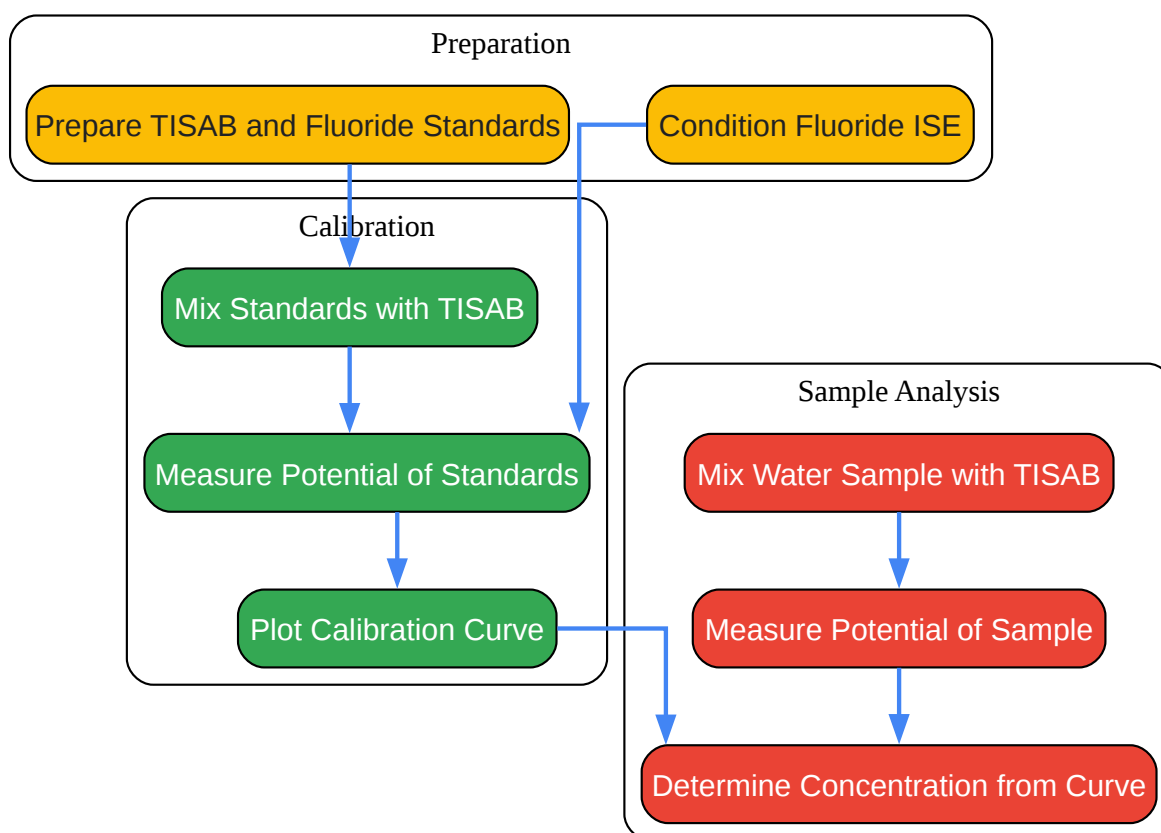 Preparation
Prepare TISAB and Fluoride Standards
Condition Fluoride ISE
Calibration
Mix Standards with TISAB
Measure Potential of Standards
Plot Calibration Curve
Sample Analysis
Mix Water Sample with TISAB
Measure Potential of Sample
Determine Concentration from Curve